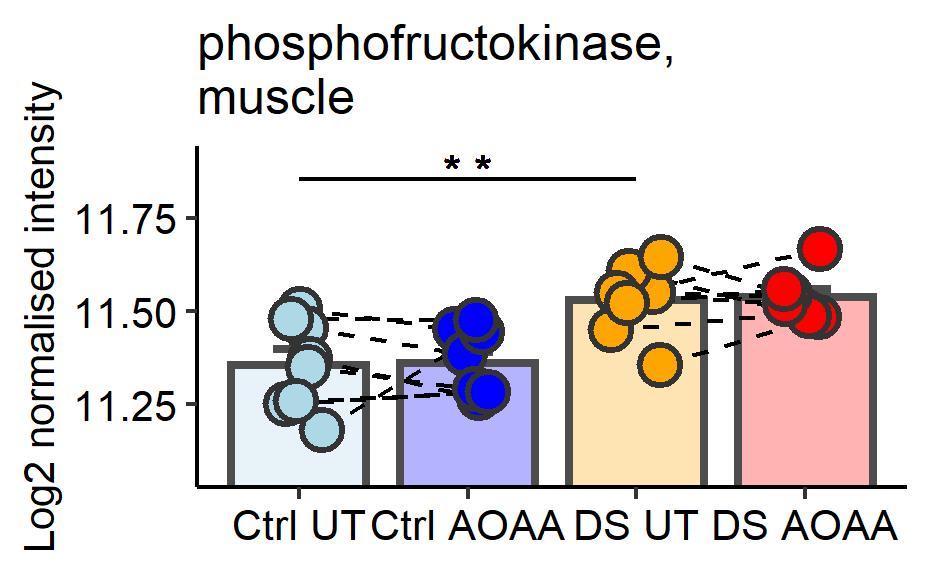 phosphofructokinase,
muscle
Log2 normalised intensity
* *
11.75
11.50
11.25
Ctrl UT Ctrl AOAA DS UT DS AOAA